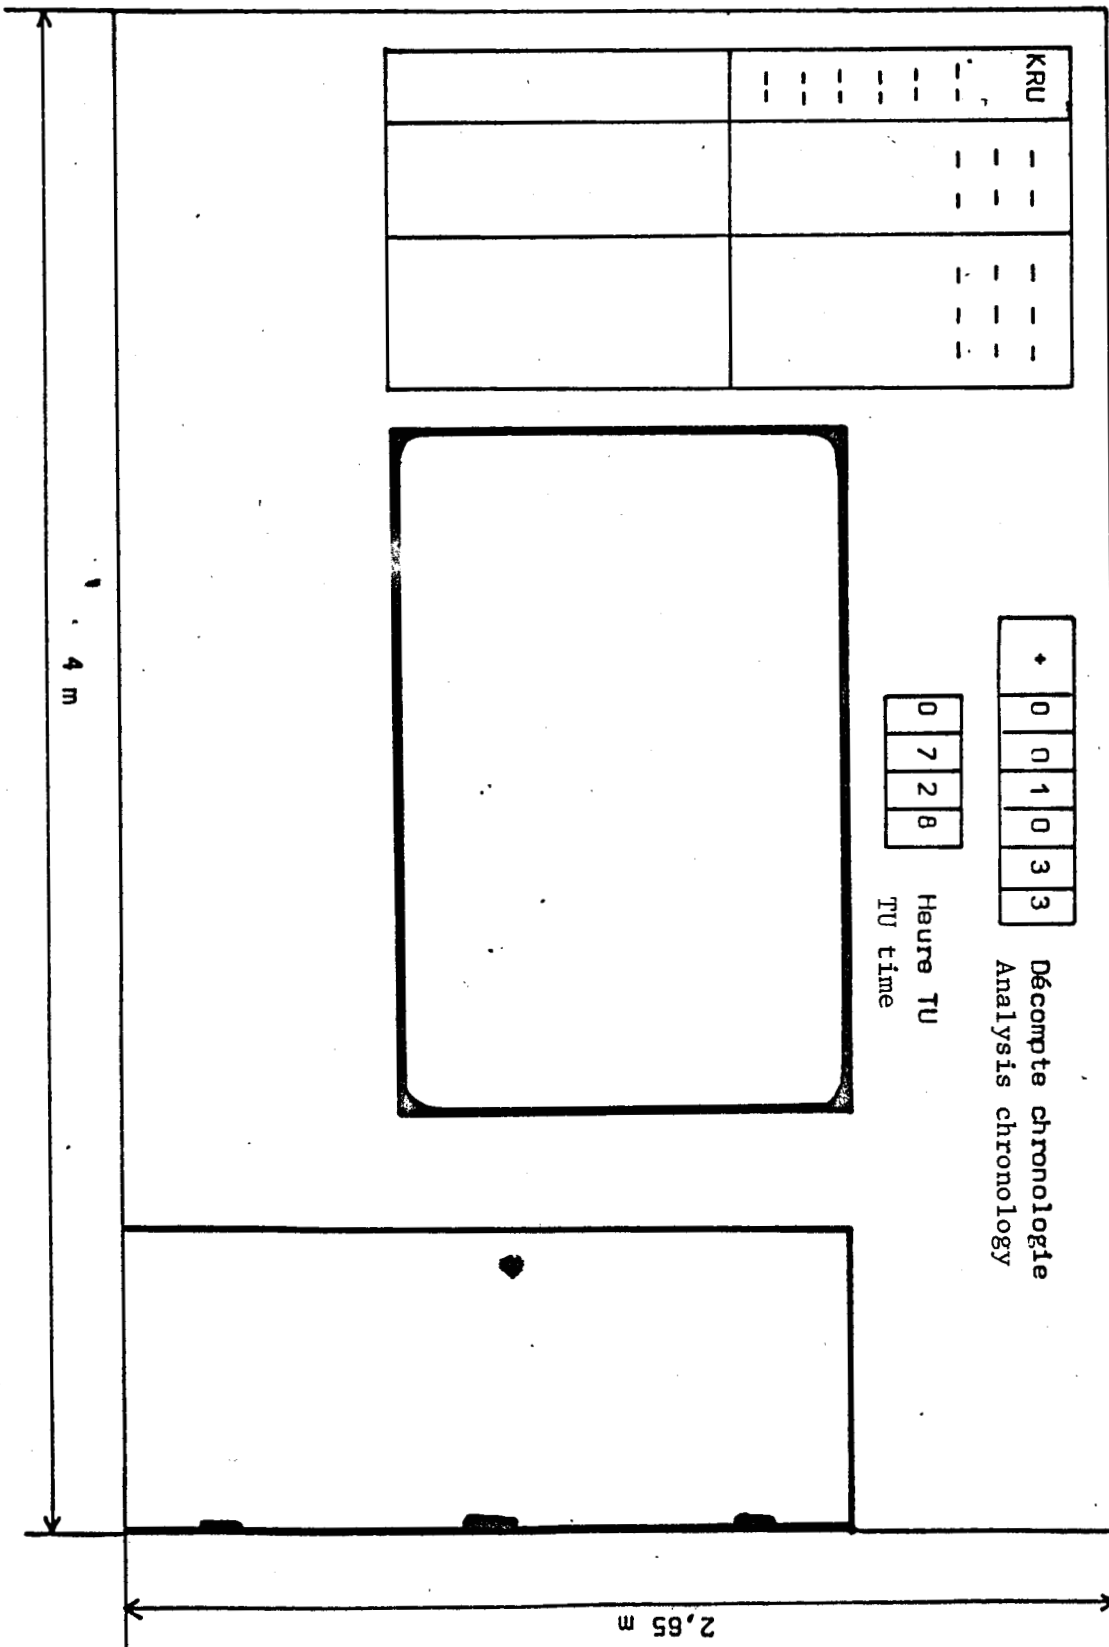 KRU
+ 0 0 1 0 3 3 Décompte chronologie
Analysis chronology
0 7 2 8 Heure TU
TU time
4 m
2,65 m